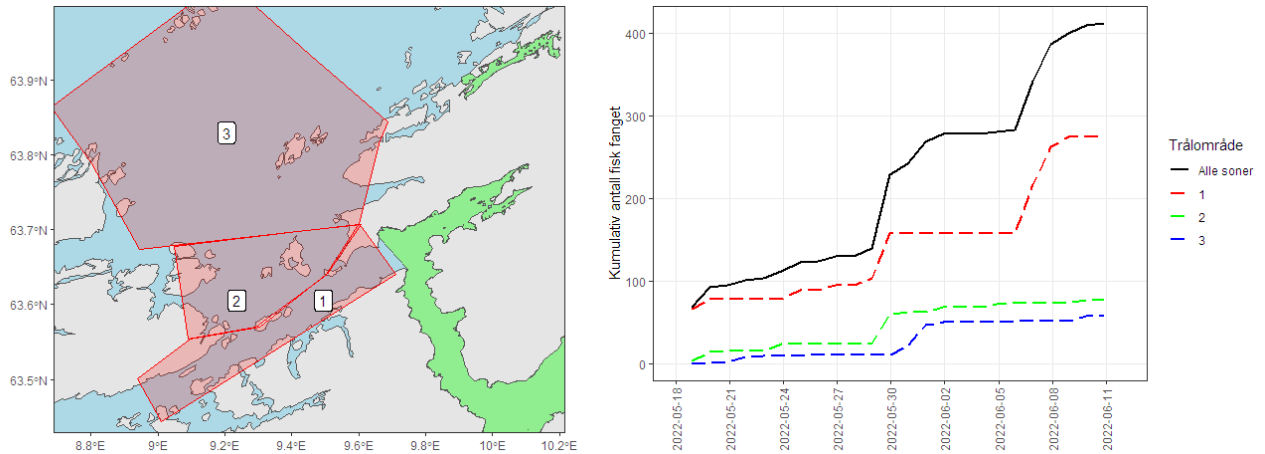 63.9°N
63.8°N
63.7°N
63.6°N
63.5°N
3
2
1
8.8°E
9°E
9.2°E
9.4°E
9.6°E
9.8°E
10°E
10.2°E
Kumulativ antall fisk fanget
400
300
200
100
0
2022-05-18
2022-05-21
2022-05-24
2022-05-27
2022-05-30
2022-06-02
2022-06-05
2022-06-08
2022-06-11
Trålområde
Alle soner
1
2
3